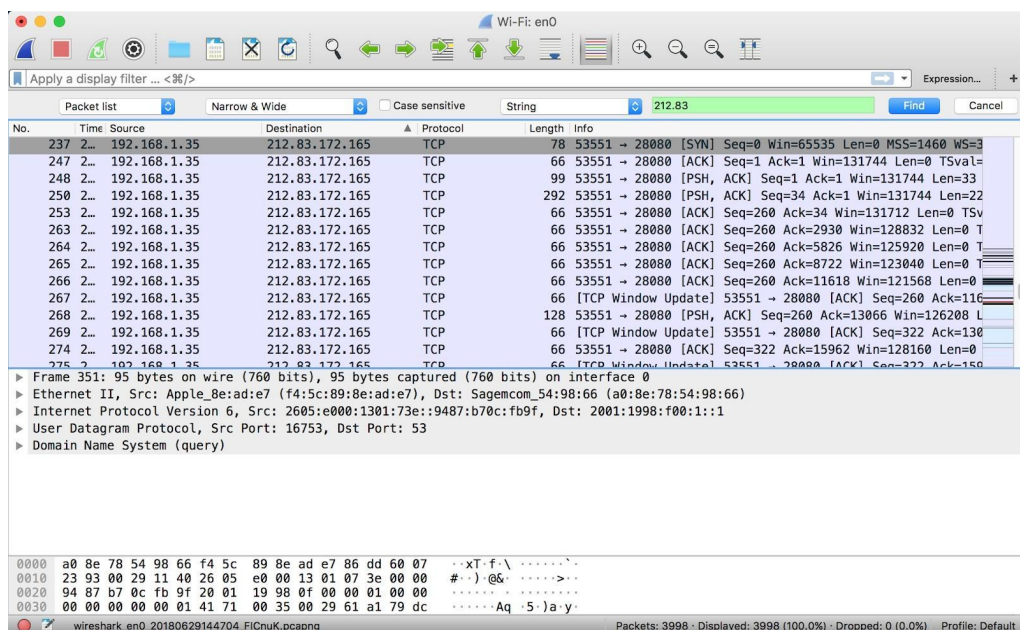 Wi-Fi: en0
Apply a display filter ... <⌘/> Expression... +
Packet list Narrow & Wide Case sensitive String 212.83 Find Cancel
No. Time Source Destination Protocol Length Info
237 2… 192.168.1.35 212.83.172.165 TCP 78 53551 → 28080 [SYN] Seq=0 Win=65535 Len=0 MSS=1460 WS=3
247 2… 192.168.1.35 212.83.172.165 TCP 66 53551 → 28080 [ACK] Seq=1 Ack=1 Win=131744 Len=0 TSval=
248 2… 192.168.1.35 212.83.172.165 TCP 99 53551 → 28080 [PSH, ACK] Seq=1 Ack=1 Win=131744 Len=33
250 2… 192.168.1.35 212.83.172.165 TCP 292 53551 → 28080 [PSH, ACK] Seq=34 Ack=1 Win=131744 Len=22
253 2… 192.168.1.35 212.83.172.165 TCP 66 53551 → 28080 [ACK] Seq=260 Ack=34 Win=131712 Len=0 TSv
263 2… 192.168.1.35 212.83.172.165 TCP 66 53551 → 28080 [ACK] Seq=260 Ack=2930 Win=128832 Len=0 T
264 2… 192.168.1.35 212.83.172.165 TCP 66 53551 → 28080 [ACK] Seq=260 Ack=5826 Win=125920 Len=0 T
265 2… 192.168.1.35 212.83.172.165 TCP 66 53551 → 28080 [ACK] Seq=260 Ack=8722 Win=123040 Len=0 T
266 2… 192.168.1.35 212.83.172.165 TCP 66 53551 → 28080 [ACK] Seq=260 Ack=11618 Win=121568 Len=0
267 2… 192.168.1.35 212.83.172.165 TCP 66 [TCP Window Update] 53551 → 28080 [ACK] Seq=260 Ack=116
268 2… 192.168.1.35 212.83.172.165 TCP 128 53551 → 28080 [PSH, ACK] Seq=260 Ack=13066 Win=126208 L
269 2… 192.168.1.35 212.83.172.165 TCP 66 [TCP Window Update] 53551 → 28080 [ACK] Seq=322 Ack=130
274 2… 192.168.1.35 212.83.172.165 TCP 66 53551 → 28080 [ACK] Seq=322 Ack=15962 Win=128160 Len=0
275 2… 192.168.1.35 212.83.172.165 TCP 66 [TCP Window Update] 53551 → 28080 [ACK] Seq=322 Ack=159
Frame 351: 95 bytes on wire (760 bits), 95 bytes captured (760 bits) on interface 0
Ethernet II, Src: Apple_8e:ad:e7 (f4:5c:89:8e:ad:e7), Dst: Sagemcom_54:98:66 (a0:8e:78:54:98:66)
Internet Protocol Version 6, Src: 2605:e000:1301:73e::9487:b70c:fb9f, Dst: 2001:1998:f00:1::1
User Datagram Protocol, Src Port: 16753, Dst Port: 53
Domain Name System (query)
0000 a0 8e 78 54 98 66 f4 5c 89 8e ad e7 86 dd 60 07 ··xT·f·\ ······`·
0010 23 93 00 29 11 40 26 05 e0 00 13 01 07 3e 00 00 #··)·@&· ·····>··
0020 94 87 b7 0c fb 9f 20 01 19 98 0f 00 00 01 00 00 ······ · ········
0030 00 00 00 00 00 01 41 71 00 35 00 29 61 a1 79 dc ······Aq ·5·)a·y·
wireshark_en0_20180629144704_FICnuK.pcapng Packets: 3998 · Displayed: 3998 (100.0%) · Dropped: 0 (0.0%) Profile: Default